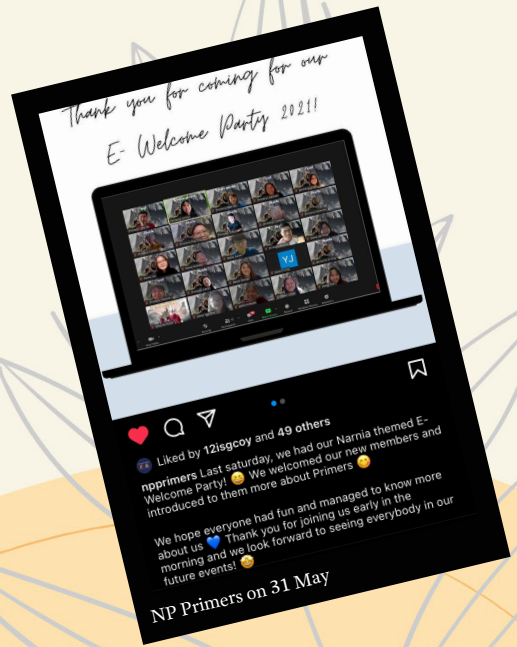 Thank you for coming for our
E- Welcome Party 2021!
YJ
Liked by 12isgcoy and 49 others
npprimers Last saturday, we had our Narnia themed E-
Welcome Party! 😀 We welcomed our new members and
introduced to them more about Primers 😋
We hope everyone had fun and managed to know more
about us 💙 Thank you for joining us early in the
morning and we look forward to seeing everybody in our
future events! 🤩
NP Primers on 31 May